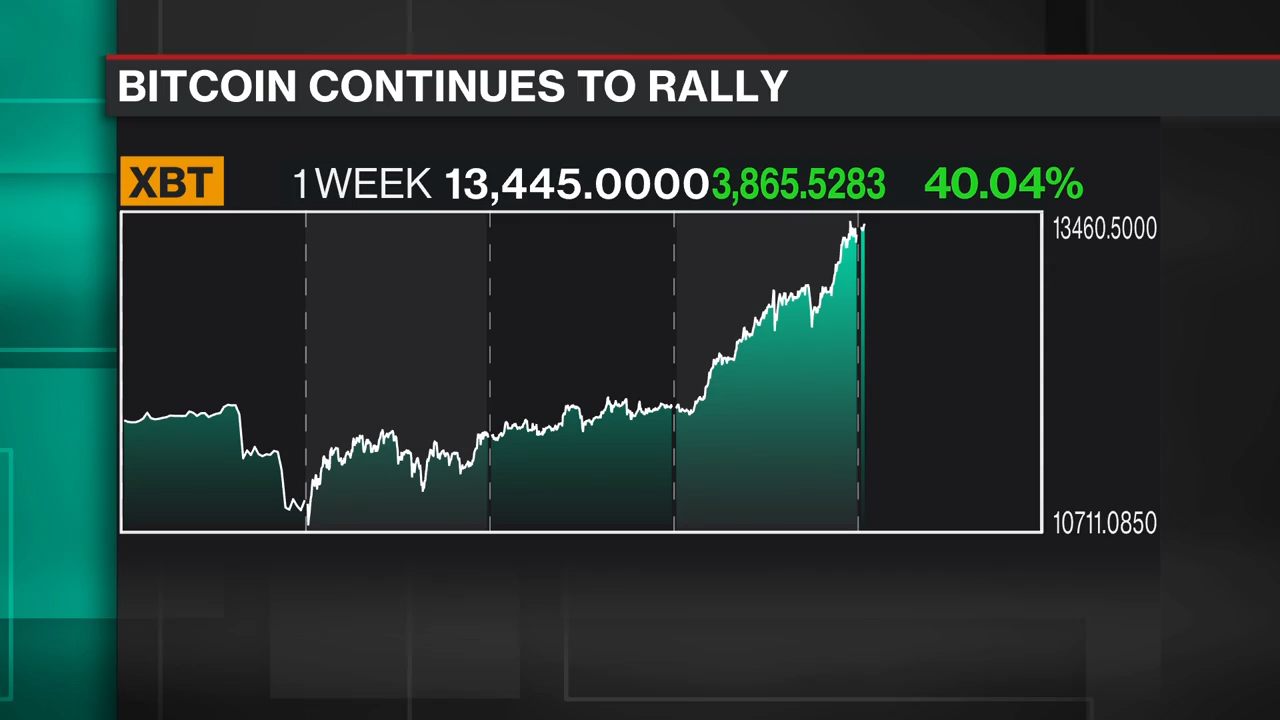 BITCOIN CONTINUES TO RALLY
XBT 1 WEEK 13,445.0000 3,865.5283 40.04%
13460.5000
10711.0850